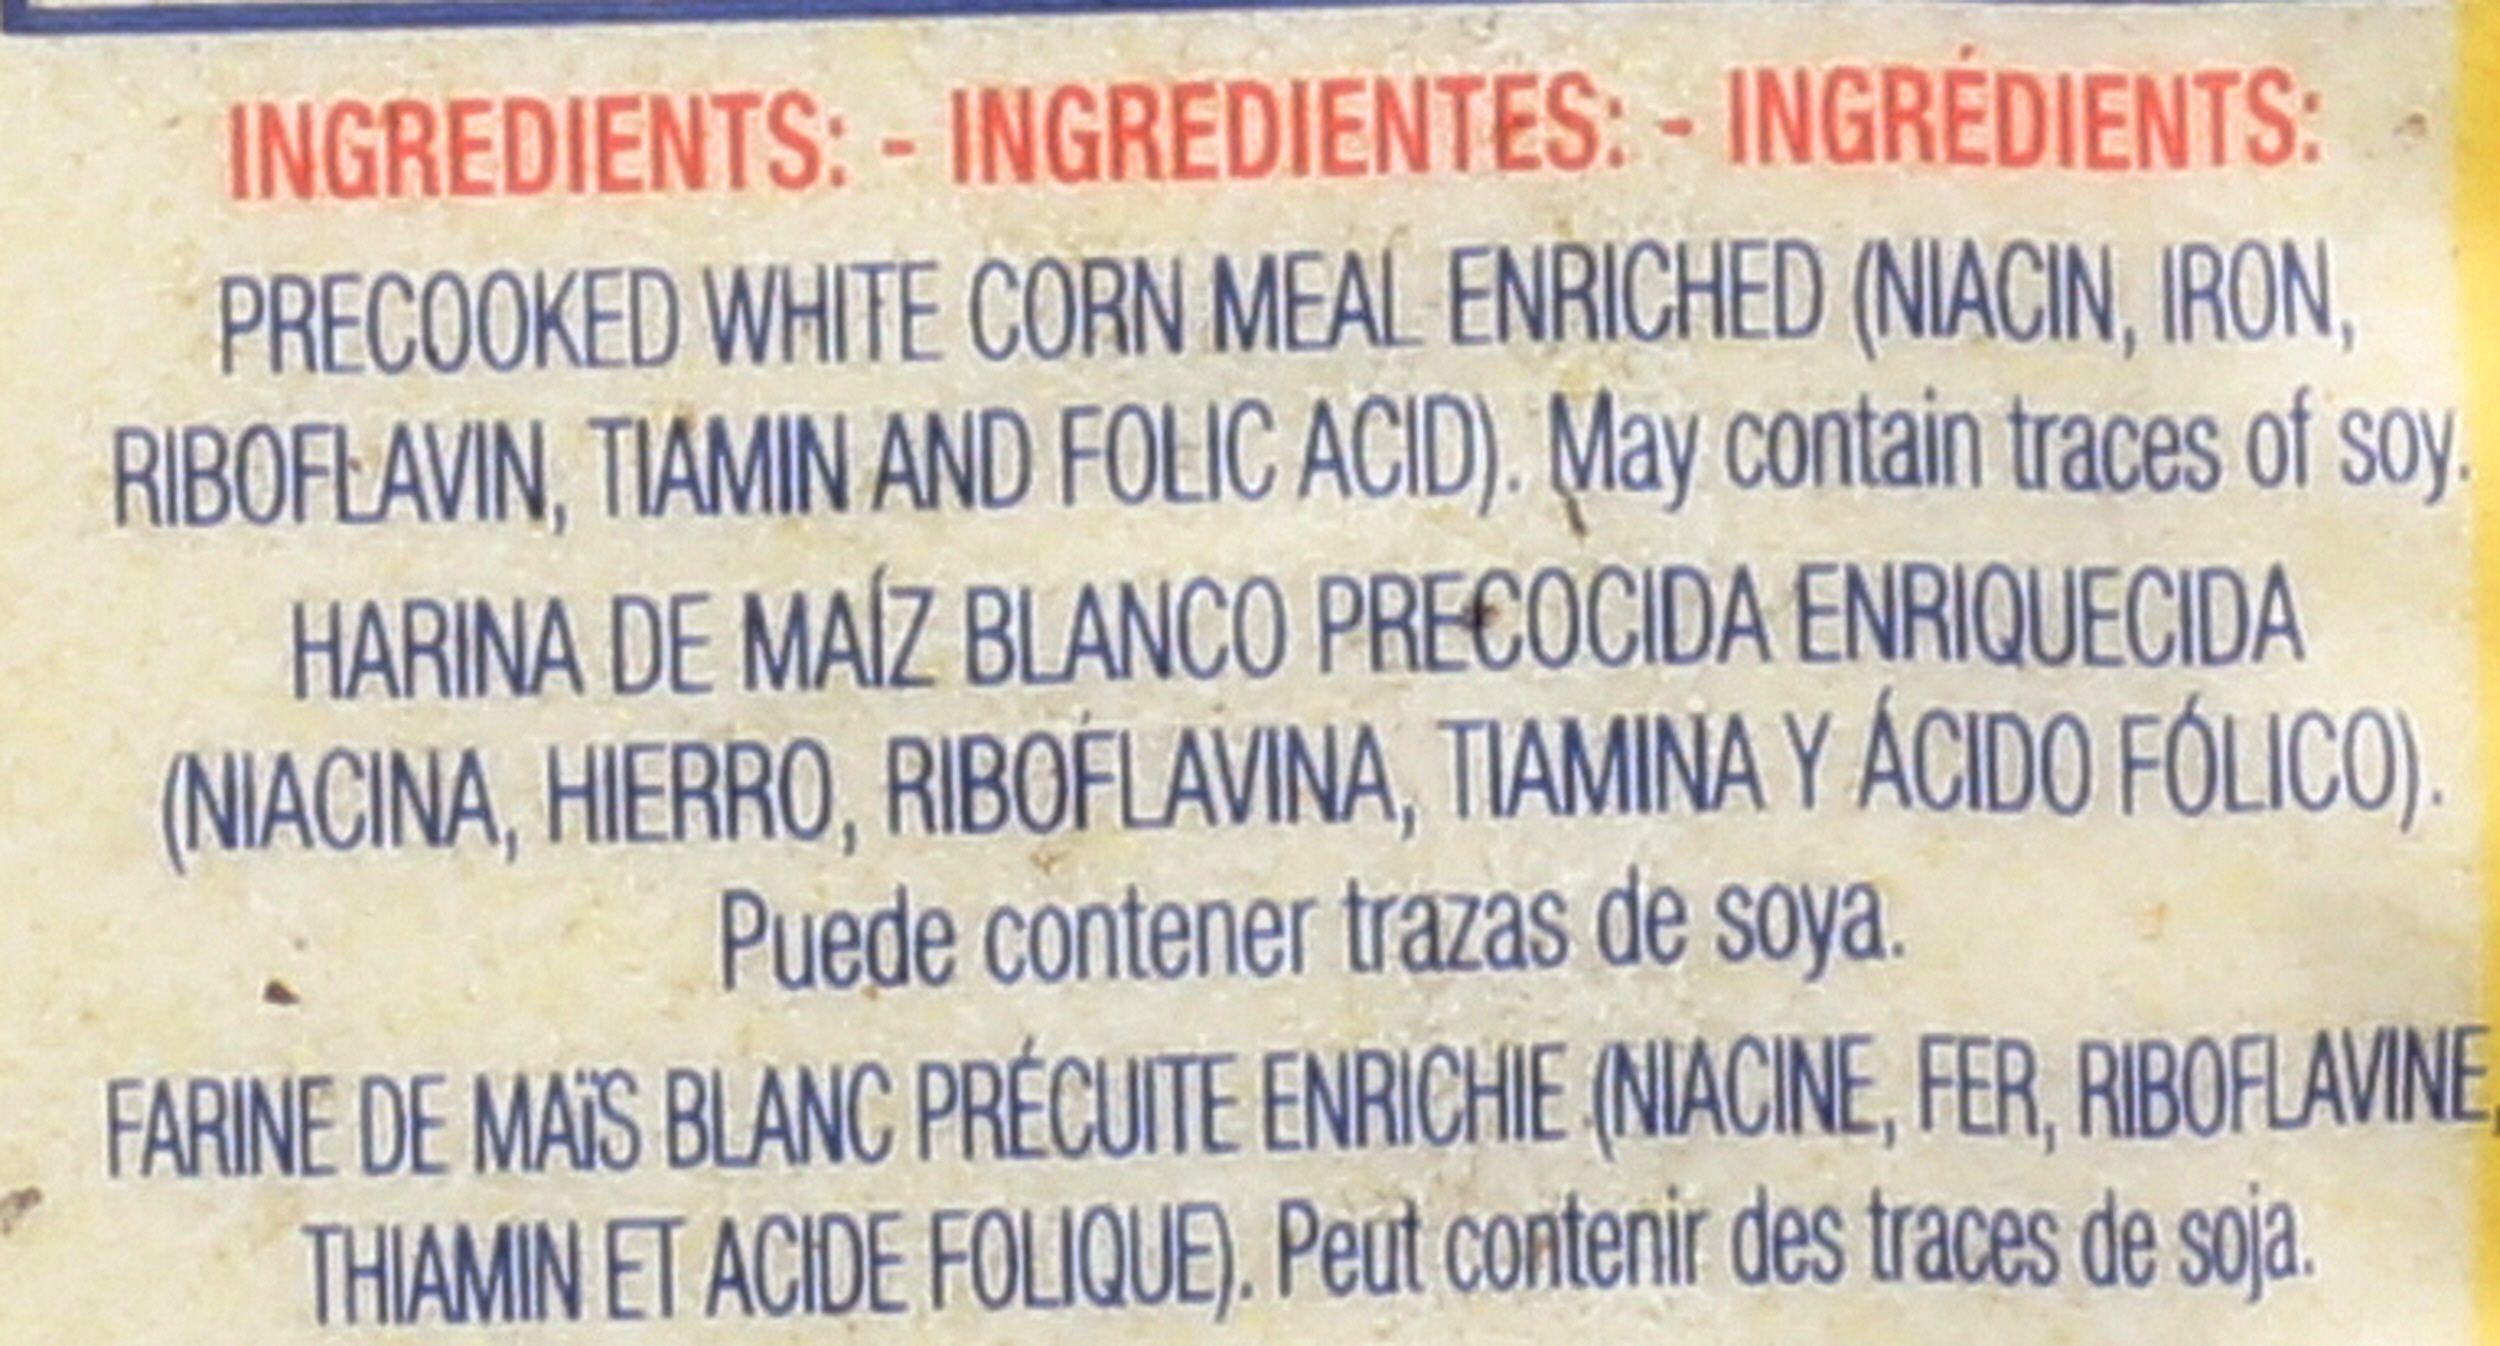 INGREDIENTS: - INGREDIENTES: - INGRÉDIENTS:
PRECOOKED WHITE CORN MEAL ENRICHED (NIACIN, IRON,
RIBOFLAVIN, TIAMIN AND FOLIC ACID). May contain traces of soy.
HARINA DE MAÍZ BLANCO PRECOCIDA ENRIQUECIDA
(NIACINA, HIERRO, RIBOFLAVINA, TIAMINA Y ÁCIDO FÓLICO).
Puede contener trazas de soya.
FARINE DE MAïS BLANC PRÉCUITE ENRICHIE (NIACINE, FER, RIBOFLAVINE,
THIAMIN ET ACIDE FOLIQUE). Peut contenir des traces de soja.